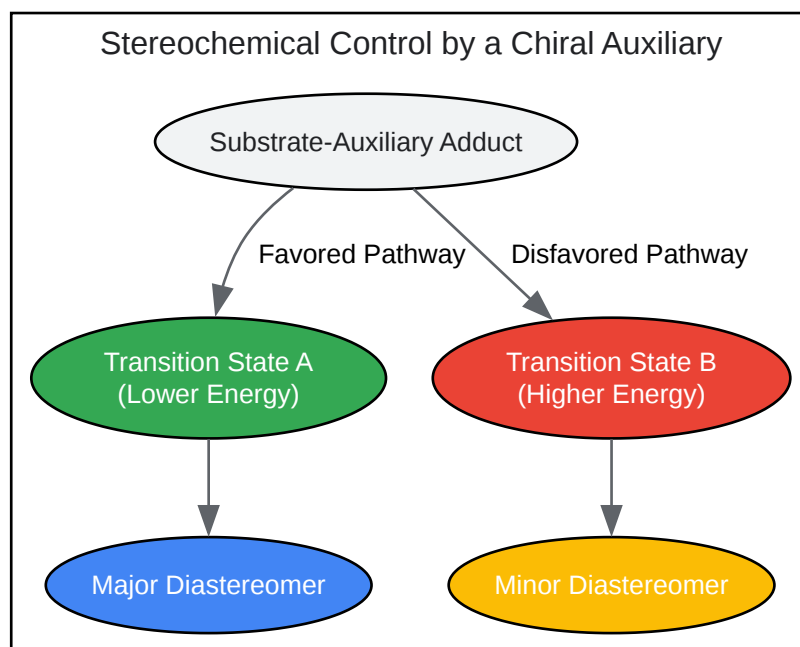 Stereochemical Control by a Chiral Auxiliary
Substrate-Auxiliary Adduct
Favored Pathway
Disfavored Pathway
Transition State A
(Lower Energy)
Transition State B
(Higher Energy)
Major Diastereomer
Minor Diastereomer